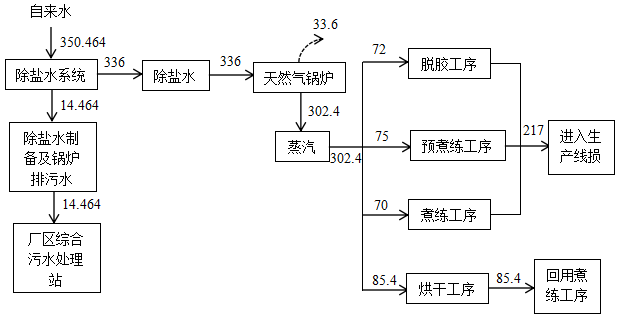 自来水
350.464
除盐水系统
336
除盐水
336
天然气锅炉
33.6
14.464
除盐水制
备及锅炉
排污水
14.464
厂区综合
污水处理
站
302.4
蒸汽
302.4
72
脱胶工序
75
预煮练工序
70
煮练工序
217
进入生
产线损
85.4
烘干工序
85.4
回用煮
练工序